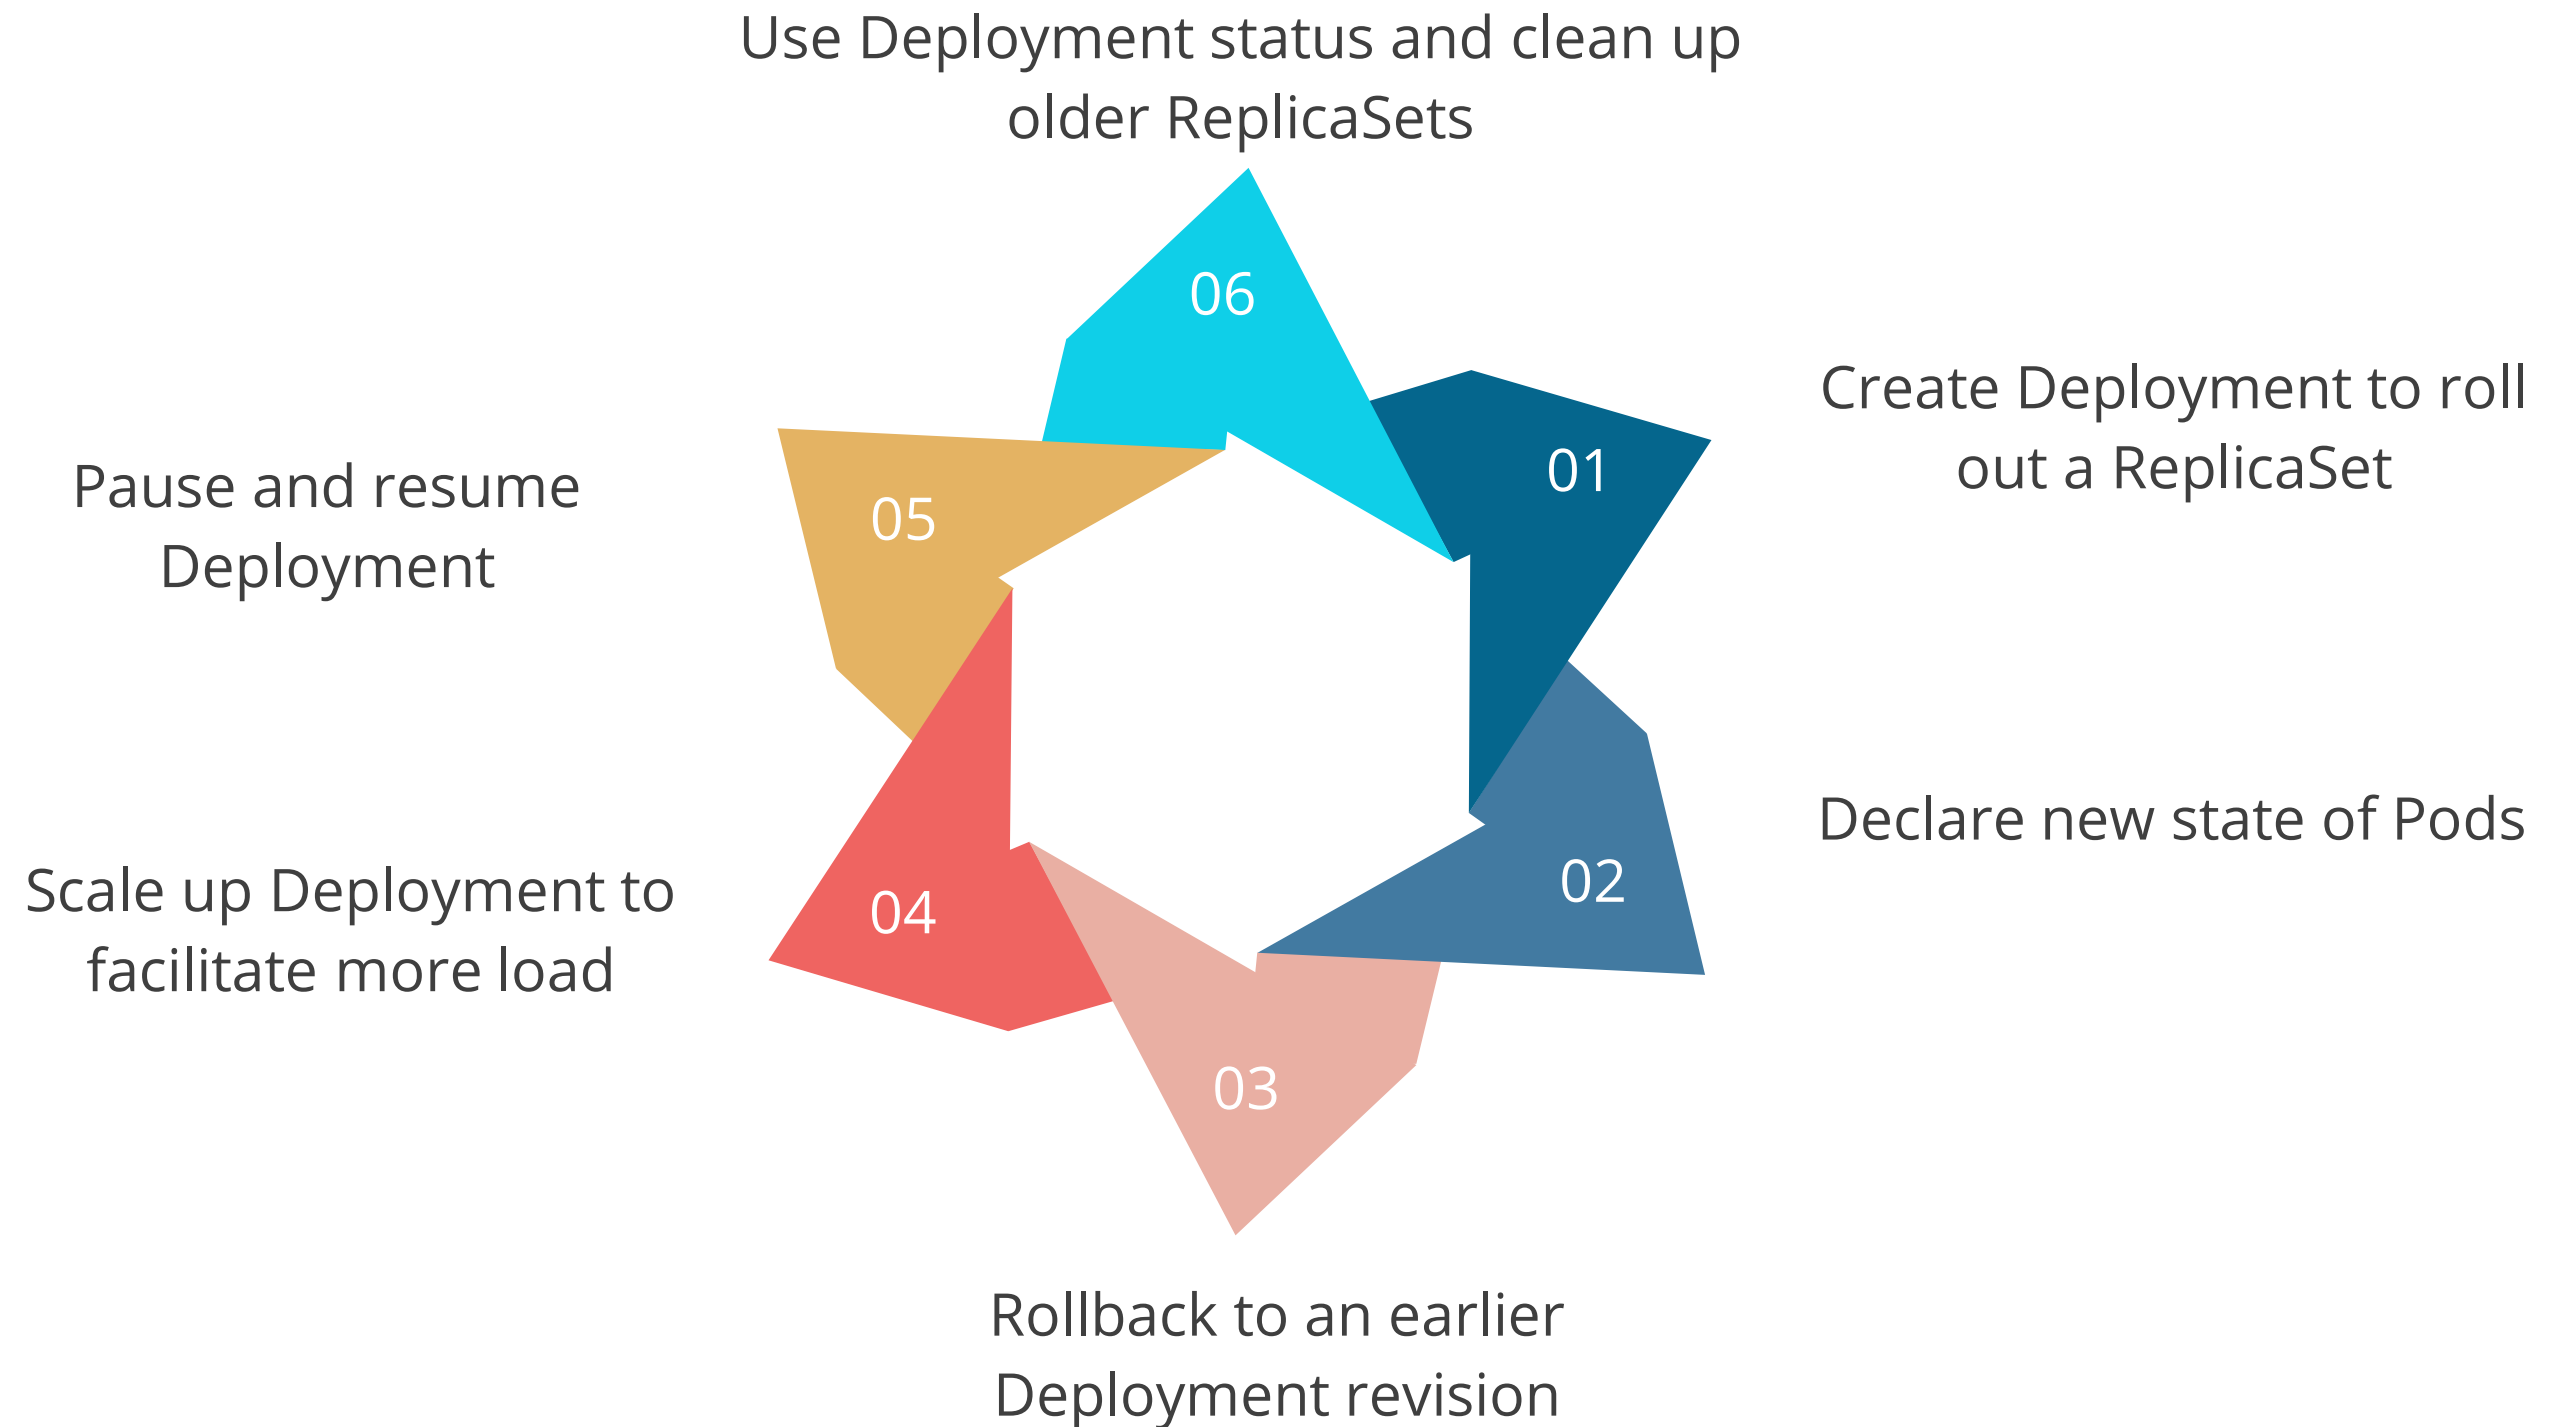 Use Deployment status and clean up
older ReplicaSets
06
01
Create Deployment to roll
out a ReplicaSet
02
Declare new state of Pods
03
Rollback to an earlier
Deployment revision
04
Scale up Deployment to
facilitate more load
05
Pause and resume
Deployment